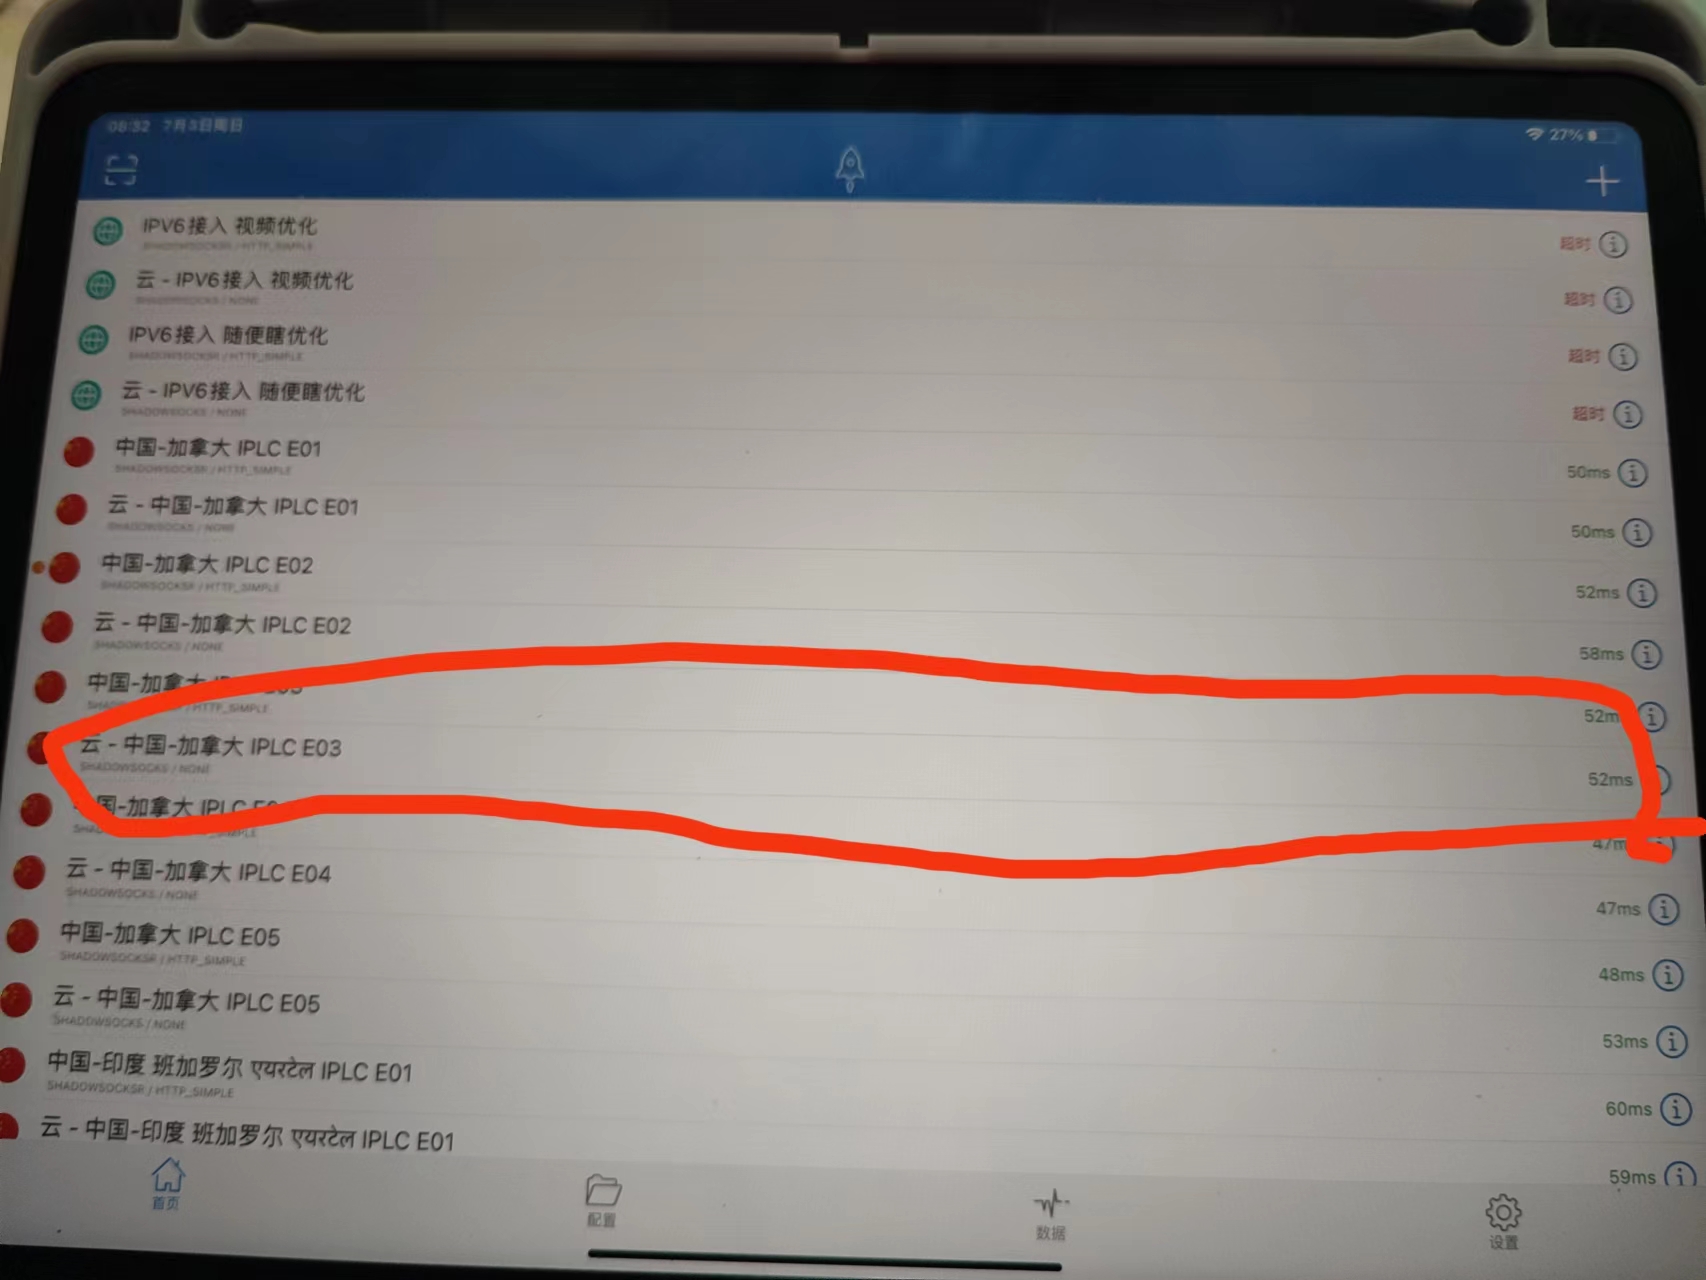 08:32 7月3日周日
27%
IPV6接入 视频优化
SHADOWSOCKSR / HTTP_SIMPLE
超时
云 - IPV6接入 视频优化
SHADOWSOCKS / NONE
超时
IPV6接入 随便瞎优化
SHADOWSOCKSR / HTTP_SIMPLE
超时
云 - IPV6接入 随便瞎优化
SHADOWSOCKS / NONE
超时
中国-加拿大 IPLC E01
SHADOWSOCKSR / HTTP_SIMPLE
50ms
云 - 中国-加拿大 IPLC E01
SHADOWSOCKS / NONE
50ms
中国-加拿大 IPLC E02
SHADOWSOCKSR / HTTP_SIMPLE
52ms
云 - 中国-加拿大 IPLC E02
SHADOWSOCKS / NONE
58ms
中国-加拿大 E03
/ HTTP_SIMPLE
52m
云 - 中国-加拿大 IPLC E03
SHADOWSOCKS / NONE
52ms
国-加拿大 IPLC
47m
云 - 中国-加拿大 IPLC E04
SHADOWSOCKS / NONE
47ms
中国-加拿大 IPLC E05
SHADOWSOCKSR / HTTP_SIMPLE
48ms
云 - 中国-加拿大 IPLC E05
SHADOWSOCKS / NONE
53ms
中国-印度 班加罗尔 एयरटेल IPLC E01
SHADOWSOCKSR / HTTP_SIMPLE
60ms
云 - 中国-印度 班加罗尔 एयरटेल IPLC E01
59ms
首页
配置
数据
设置